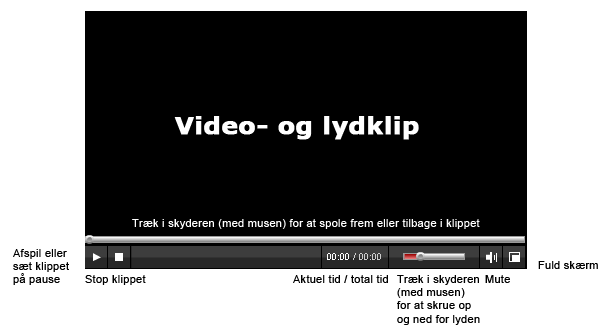 Video- og lydklip
Træk i skyderen (med musen) for at spole frem eller tilbage i klippet
00:00 / 00:00
Afspil eller
sæt klippet
på pause
Stop klippet
Aktuel tid / total tid
Træk i skyderen
(med musen)
for at skrue op
og ned for lyden
Mute
Fuld skærm